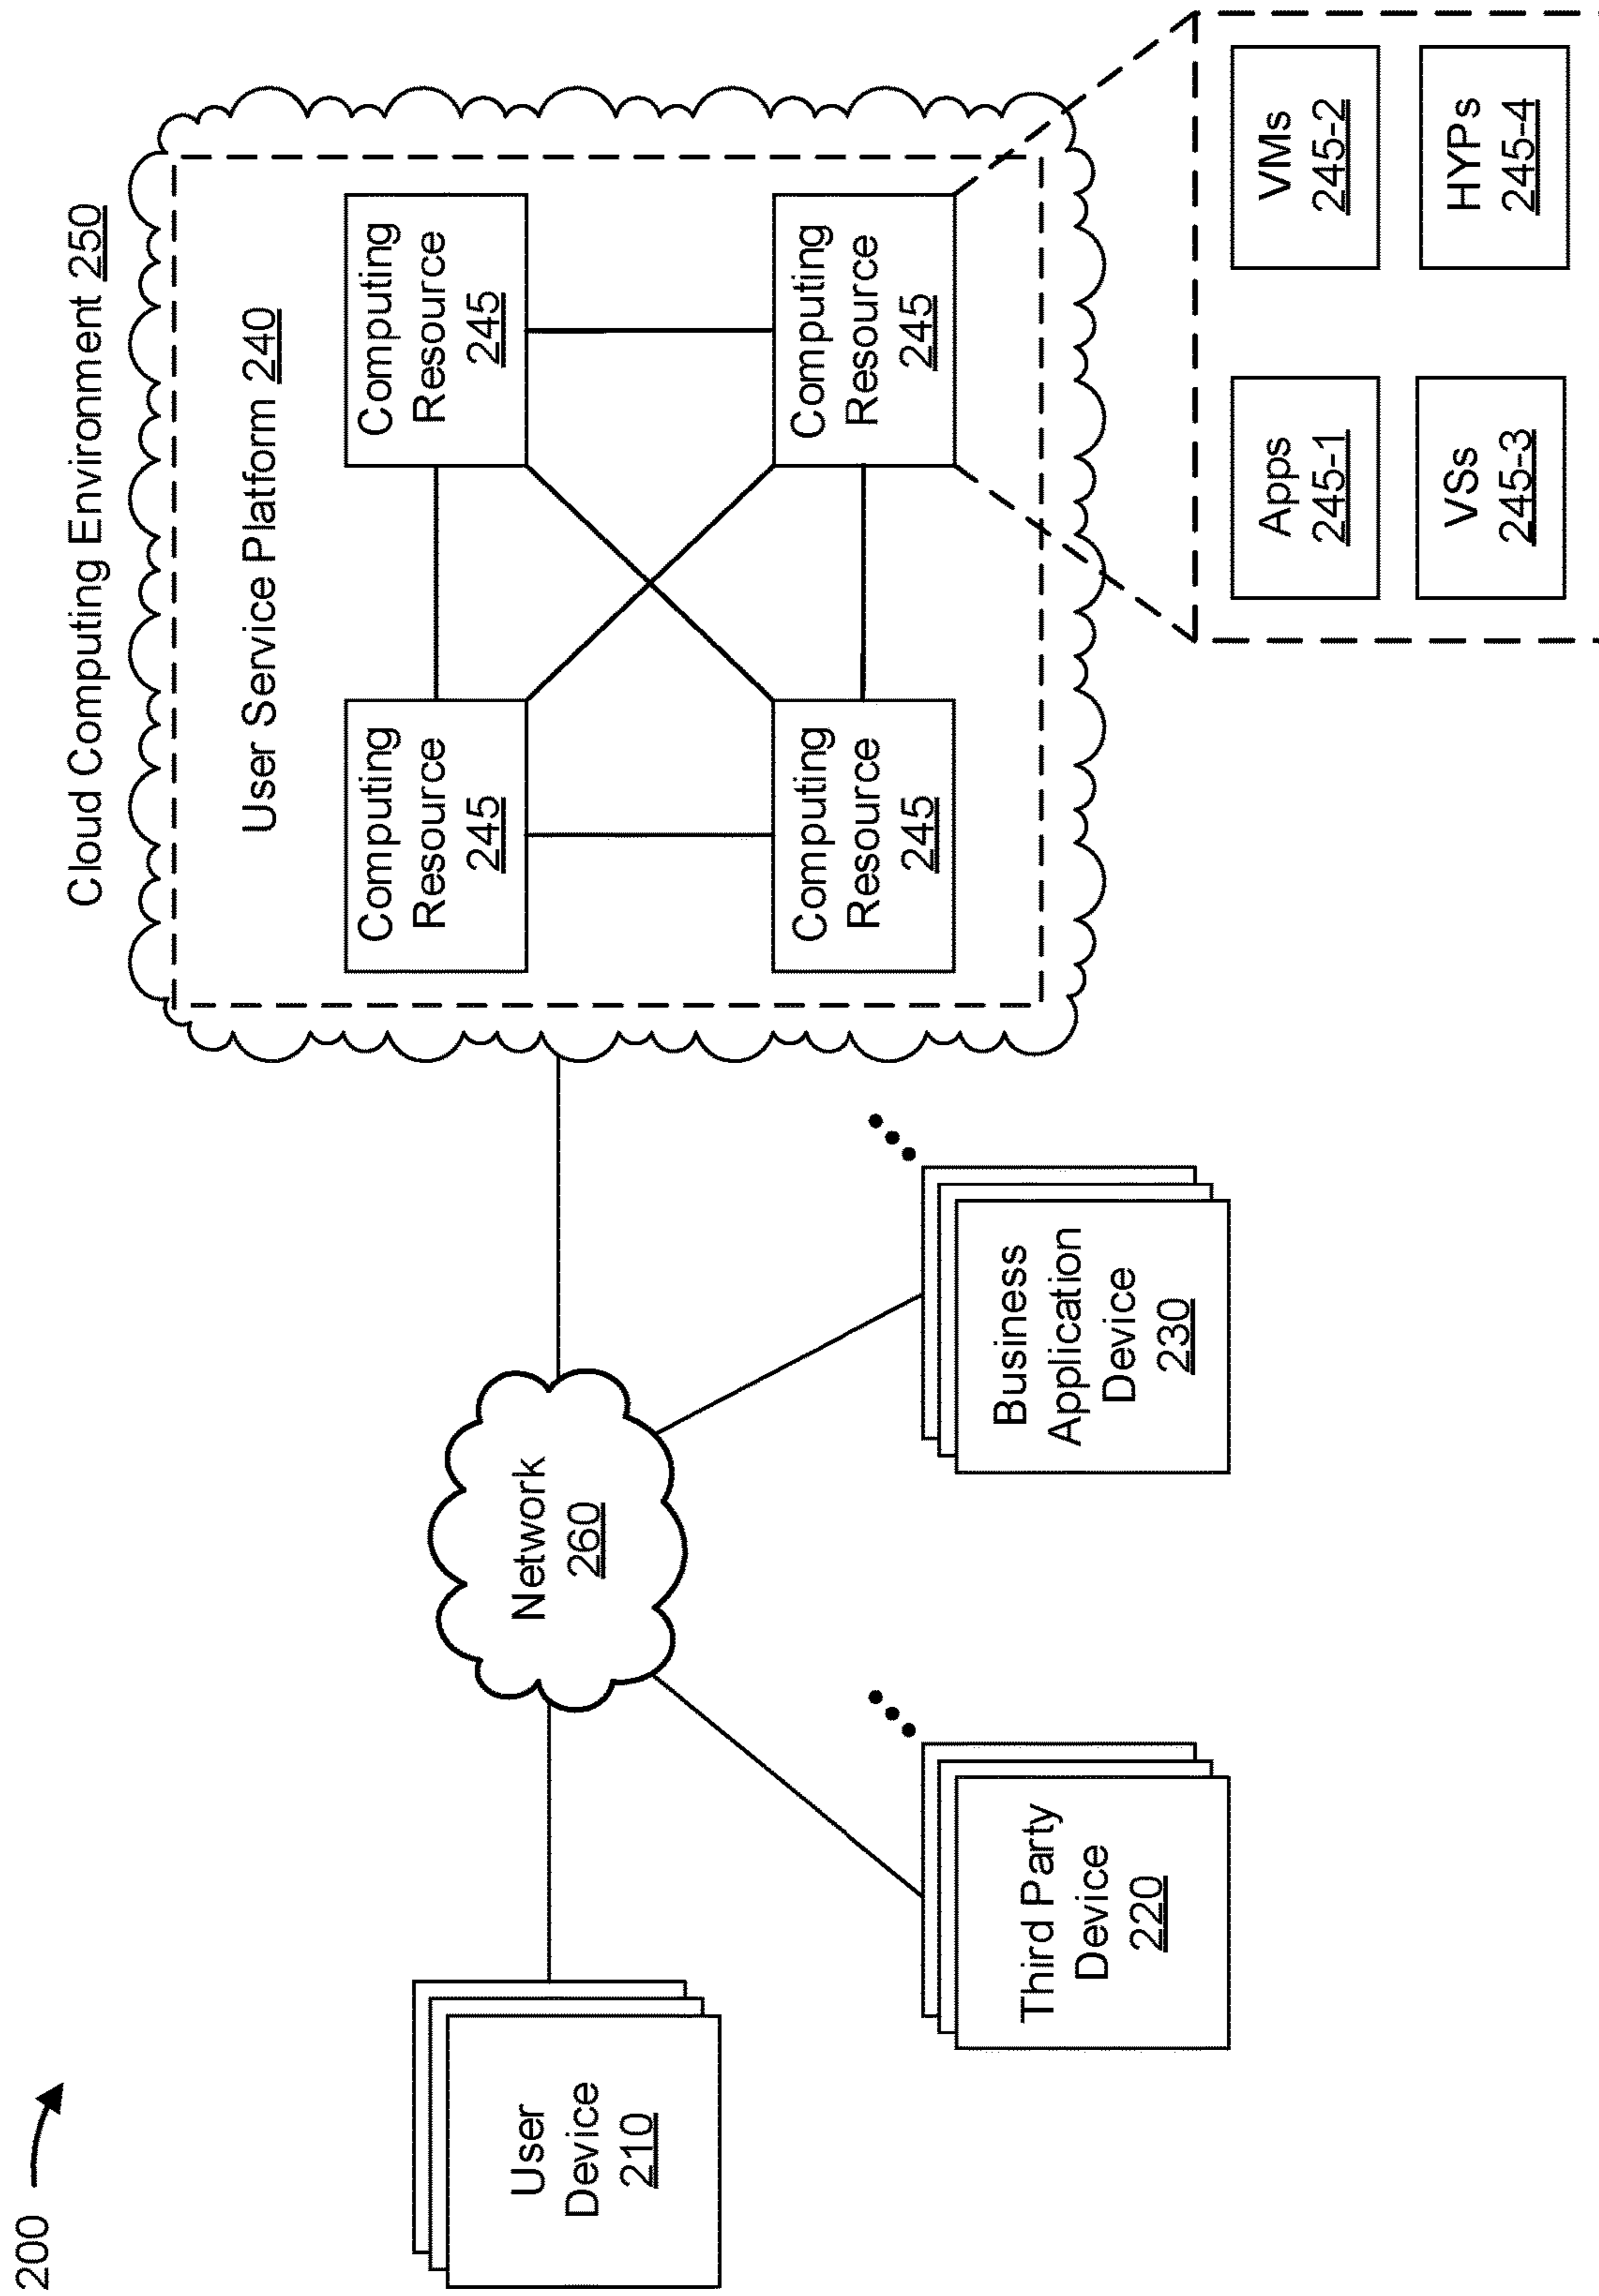 200
Cloud Computing Environment 250
User Service Platform 240
Computing
Resource
245
Computing
Resource
245
Computing
Resource
245
Computing
Resource
245
Network
260
User
Device
210
Third Party
Device
220
Business
Application
Device
230
Apps
245-1
VMs
245-2
VSs
245-3
HYPs
245-4